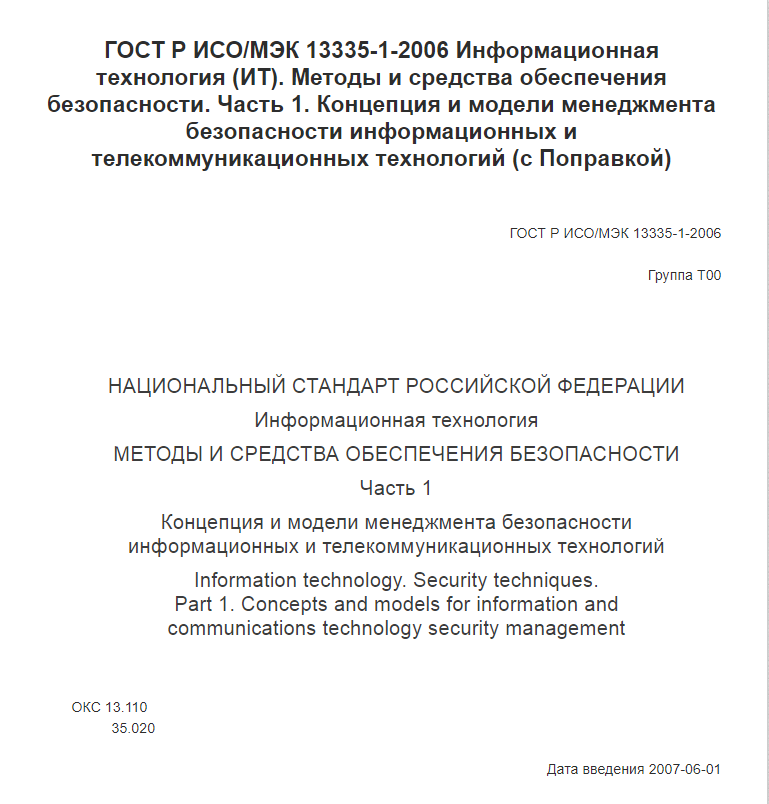 ГОСТ Р ИСО/МЭК 13335-1-2006 Информационная
технология (ИТ). Методы и средства обеспечения
безопасности. Часть 1. Концепция и модели менеджмента
безопасности информационных и
телекоммуникационных технологий (с Поправкой)
ГОСТ Р ИСО/МЭК 13335-1-2006
Группа Т00
НАЦИОНАЛЬНЫЙ СТАНДАРТ РОССИЙСКОЙ ФЕДЕРАЦИИ
Информационная технология
МЕТОДЫ И СРЕДСТВА ОБЕСПЕЧЕНИЯ БЕЗОПАСНОСТИ
Часть 1
Концепция и модели менеджмента безопасности
информационных и телекоммуникационных технологий
Information technology. Security techniques.
Part 1. Concepts and models for information and
communications technology security management
ОКС 13.110
35.020
Дата введения 2007-06-01